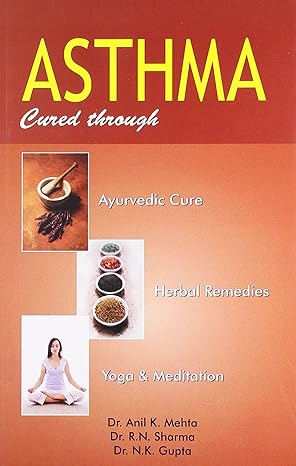 ASTHMA
Cured through
Ayurvedic Cure
Herbal Remedies
Yoga & Meditation
Dr. Anil K. Mehta
Dr. R.N. Sharma
Dr. N.K. Gupta